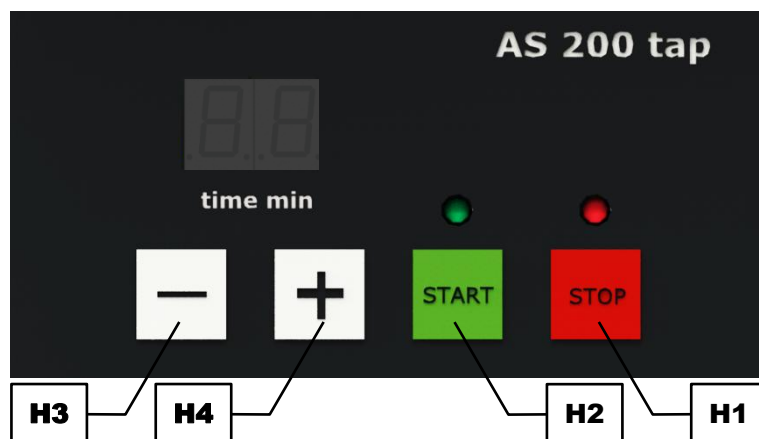 AS 200 tap
time min
− +
START
STOP
H3
H4
H2
H1